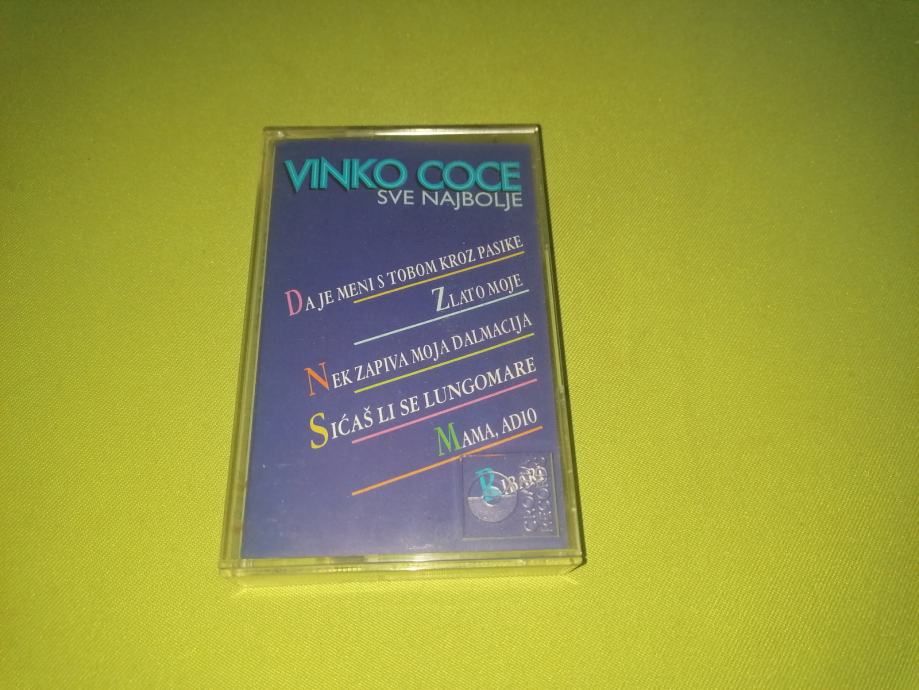 VINKO COCE
SVE NAJBOLJE
DA JE MENI S TOBOM KROZ PASIKE
ZLATO MOJE
NEK ZAPIVA MOJA DALMACIJA
SIĆAŠ LI SE LUNGOMARE
MAMA, ADIO
RIBARI